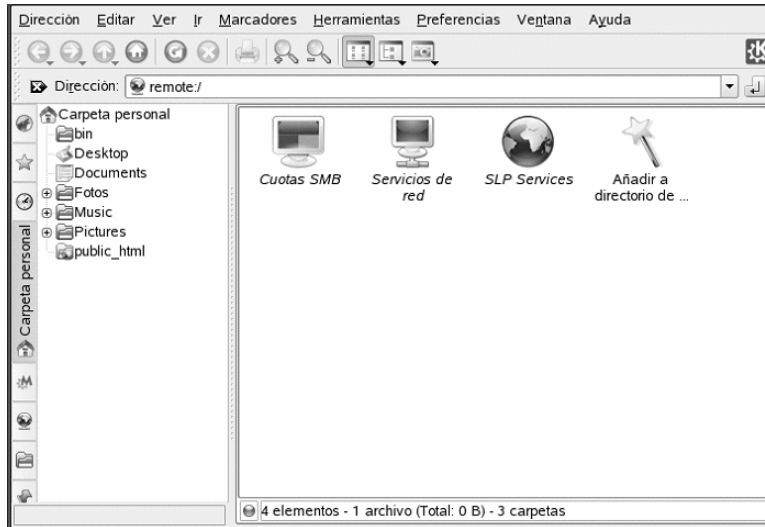 Dirección Editar Ver Ir Marcadores Herramientas Preferencias Ventana Ayuda
Dirección: remote:/
Carpeta personal
bin
Desktop
Documents
Fotos
Music
Pictures
public_html
Carpeta personal
Cuotas SMB
Servicios de
red
SLP Services
Añadir a
directorio de ...
4 elementos - 1 archivo (Total: 0 B) - 3 carpetas